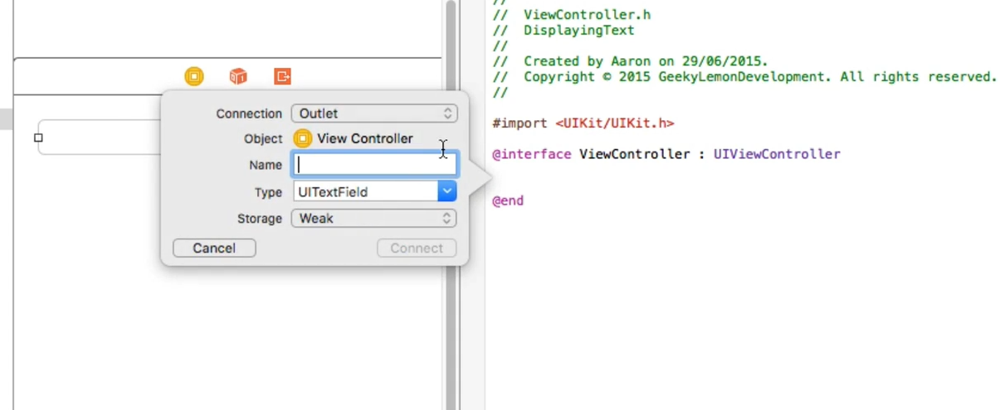 //
// ViewController.h
// DisplayingText
//
// Created by Aaron on 29/06/2015.
// Copyright © 2015 GeekyLemonDevelopment. All rights reserved.
//
#import <UIKit/UIKit.h>
@interface ViewController : UIViewController
@end
Connection Outlet
Object View Controller
Name
Type UITextField
Storage Weak
Cancel Connect